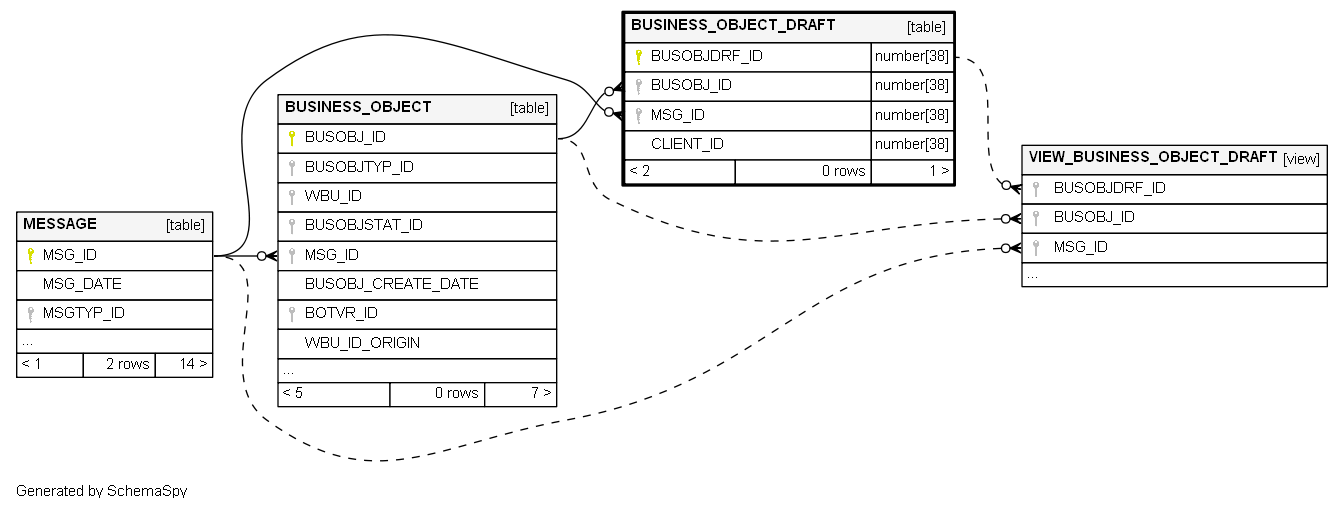 BUSINESS_OBJECT_DRAFT [table]
BUSOBJDRF_ID number[38]
BUSOBJ_ID number[38]
MSG_ID number[38]
CLIENT_ID number[38]
< 2 0 rows 1 >
BUSINESS_OBJECT [table]
BUSOBJ_ID
BUSOBJTYP_ID
WBU_ID
BUSOBJSTAT_ID
MSG_ID
BUSOBJ_CREATE_DATE
BOTVR_ID
WBU_ID_ORIGIN
...
< 5 0 rows 7 >
VIEW_BUSINESS_OBJECT_DRAFT [view]
BUSOBJDRF_ID
BUSOBJ_ID
MSG_ID
...
MESSAGE [table]
MSG_ID
MSG_DATE
MSGTYP_ID
...
< 1 2 rows 14 >
Generated by SchemaSpy